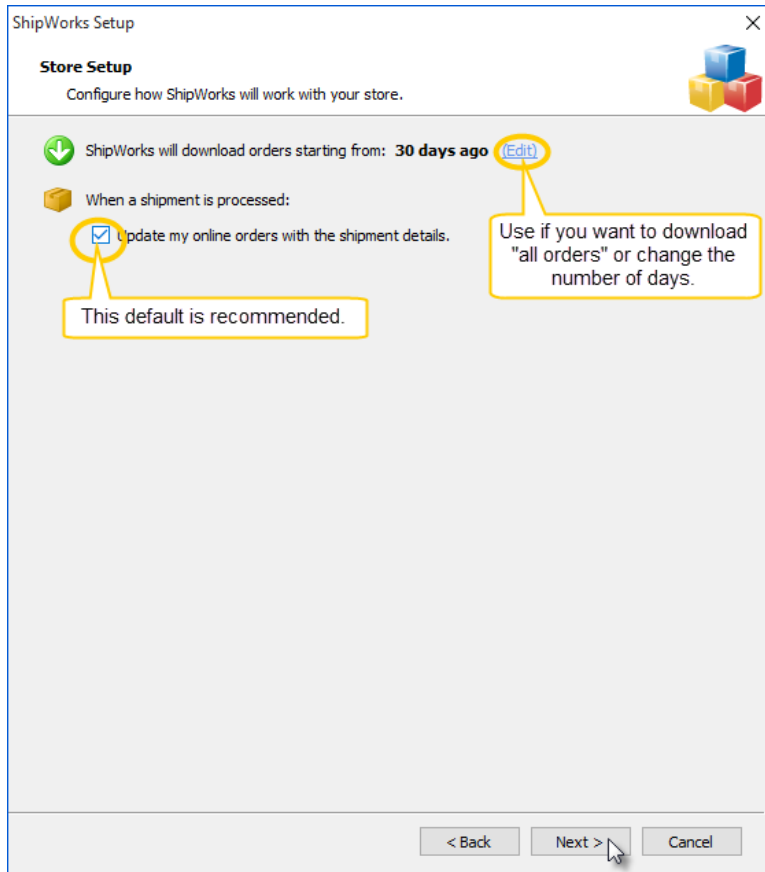 ShipWorks Setup
Store Setup
Configure how ShipWorks will work with your store.
ShipWorks will download orders starting from: 30 days ago (Edit)
When a shipment is processed:
Update my online orders with the shipment details.
Use if you want to download
"all orders" or change the
number of days.
This default is recommended.
< Back
Next >
Cancel